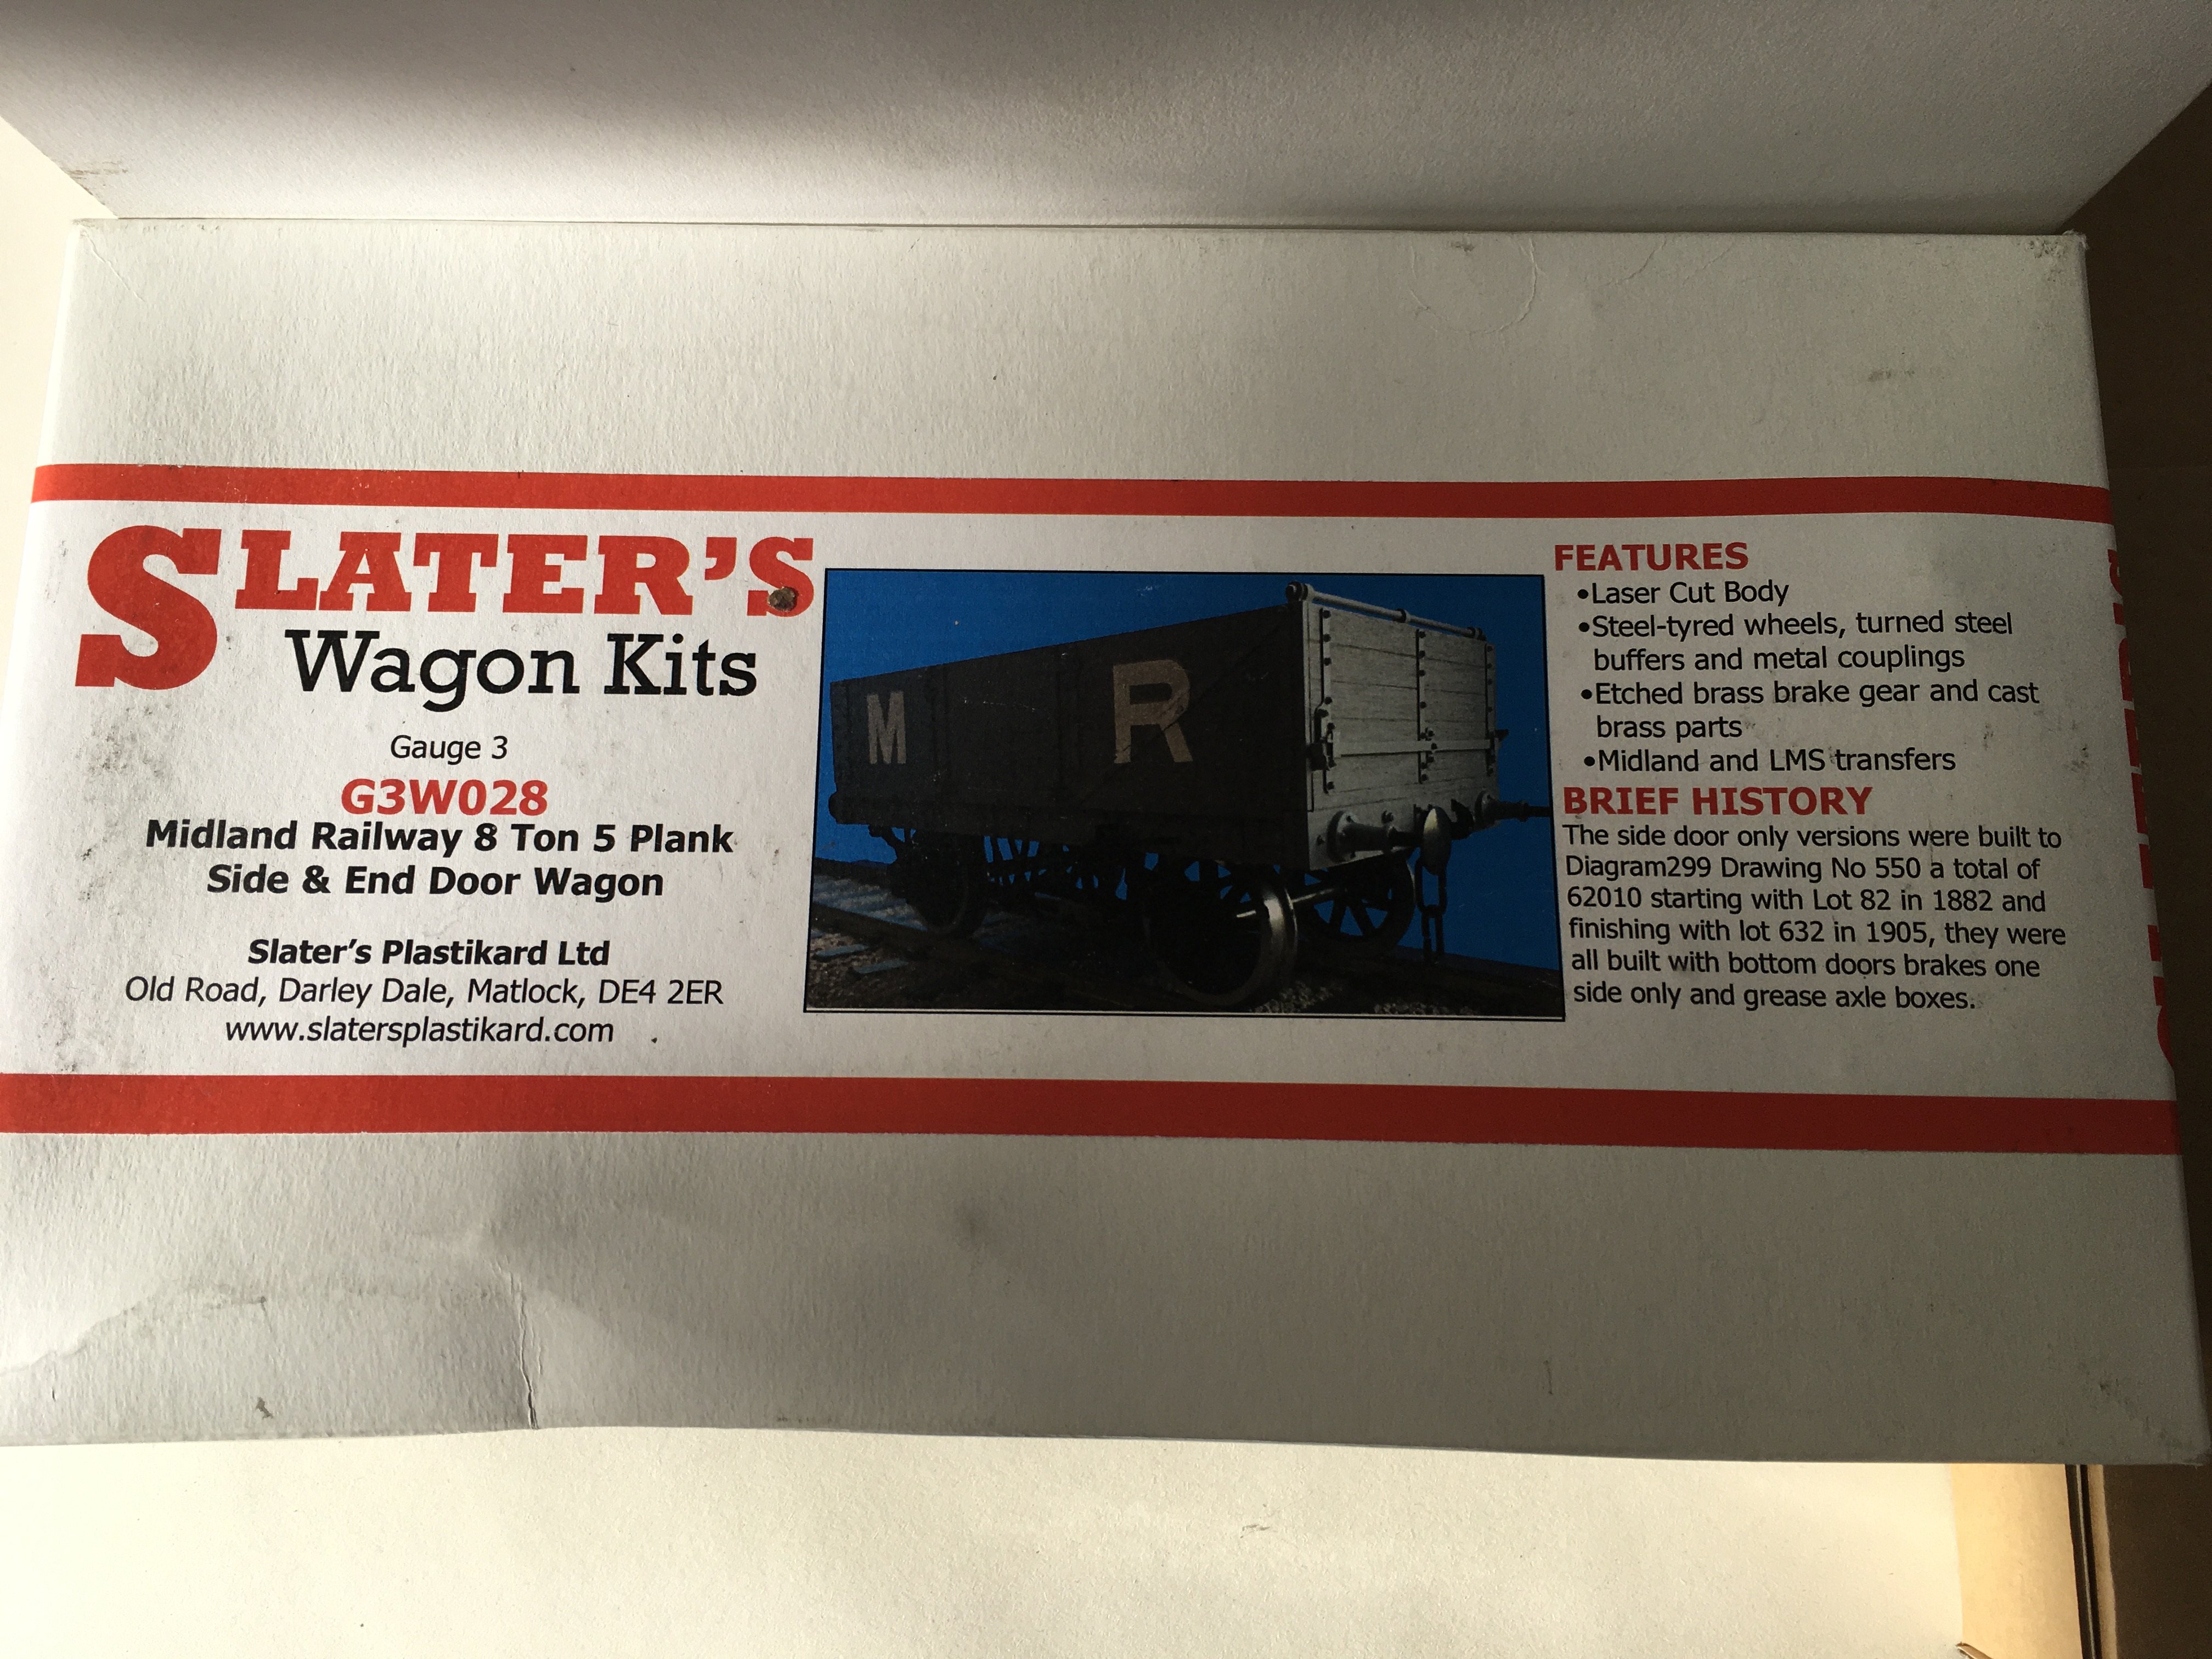 SLATER'S
Wagon Kits
Gauge 3
G3W028
Midland Railway 8 Ton 5 Plank
Side & End Door Wagon
Slater's Plastikard Ltd
Old Road, Darley Dale, Matlock, DE4 2ER
www.slatersplastikard.com
M R
FEATURES
•Laser Cut Body
•Steel-tyred wheels, turned steel
buffers and metal couplings
•Etched brass brake gear and cast
brass parts
•Midland and LMS transfers
BRIEF HISTORY
The side door only versions were built to
Diagram299 Drawing No 550 a total of
62010 starting with Lot 82 in 1882 and
finishing with lot 632 in 1905, they were
all built with bottom doors brakes one
side only and grease axle boxes.